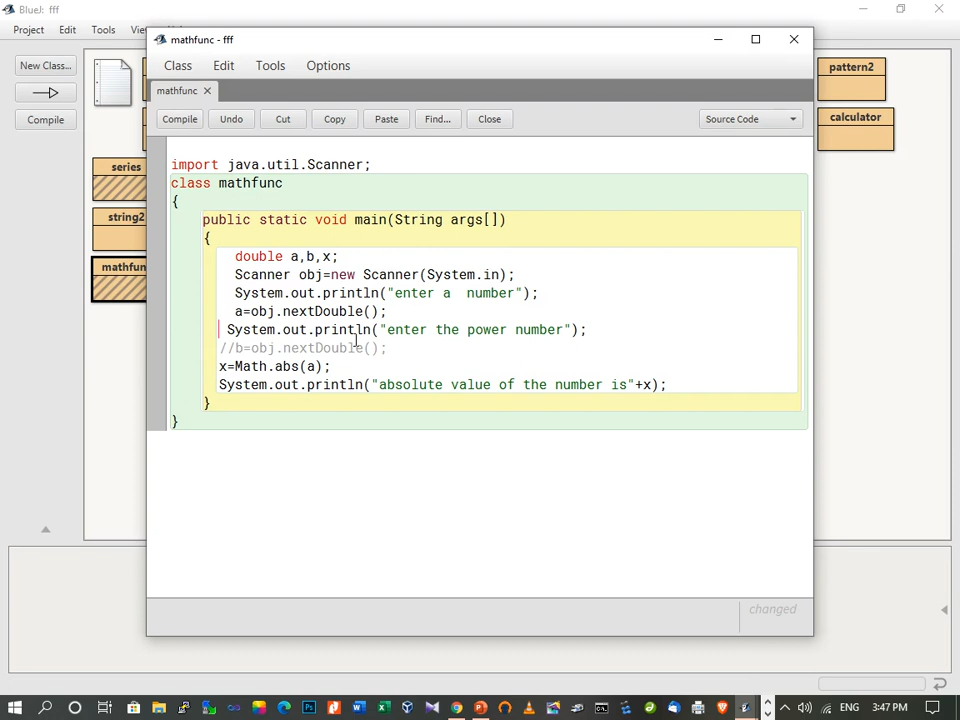 BlueJ: fff
Project Edit Tools
New Class...
Compile
series
string2
mathfun
pattern2
calculator
mathfunc - fff
Class Edit Tools Options
mathfunc ×
Compile Undo Cut Copy Paste Find... Close Source Code
import java.util.Scanner;
class mathfunc
{
public static void main(String args[])
{
double a,b,x;
Scanner obj=new Scanner(System.in);
System.out.println("enter a  number");
a=obj.nextDouble();
System.out.println("enter the power number");
//b=obj.nextDouble();
x=Math.abs(a);
System.out.println("absolute value of the number is"+x);
}
}
changed
ENG 3:47 PM